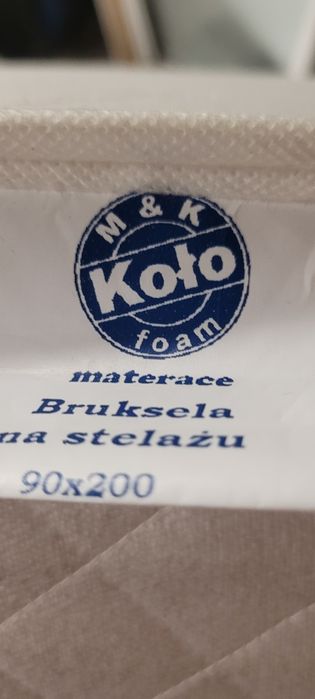 M & K
Koło
foam
materace
Bruksela
na stelażu
90x200